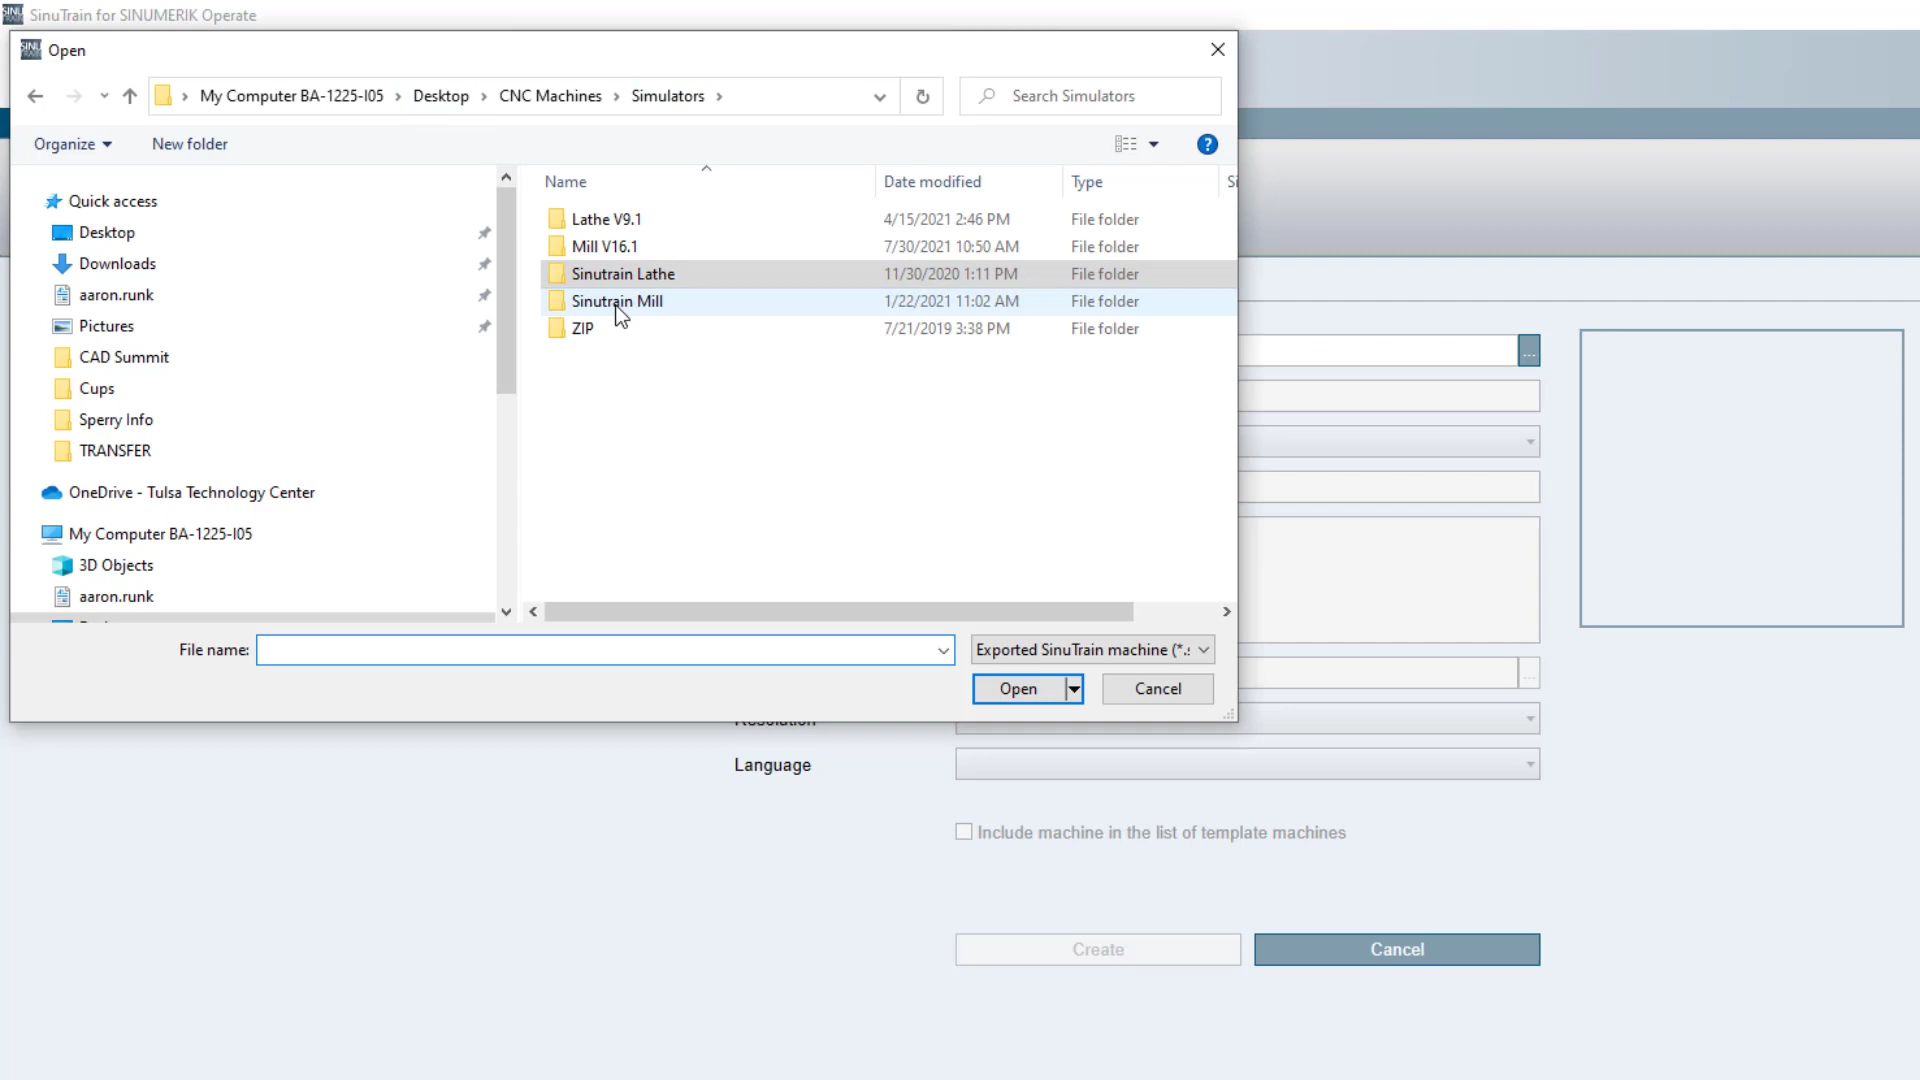 SinuTrain for SINUMERIK Operate
Open
My Computer BA-1225-I05 > Desktop > CNC Machines > Simulators >
Search Simulators
Organize
New folder
Name
Date modified
Type
Quick access
Desktop
Downloads
aaron.runk
Pictures
CAD Summit
Cups
Sperry Info
TRANSFER
OneDrive - Tulsa Technology Center
My Computer BA-1225-I05
3D Objects
aaron.runk
Lathe V9.1 4/15/2021 2:46 PM File folder
Mill V16.1 7/30/2021 10:50 AM File folder
Sinutrain Lathe 11/30/2020 1:11 PM File folder
Sinutrain Mill 1/22/2021 11:02 AM File folder
ZIP 7/21/2019 3:38 PM File folder
File name:
Exported SinuTrain machine (*.s
Open
Cancel
Resolution
Language
Include machine in the list of template machines
Create
Cancel